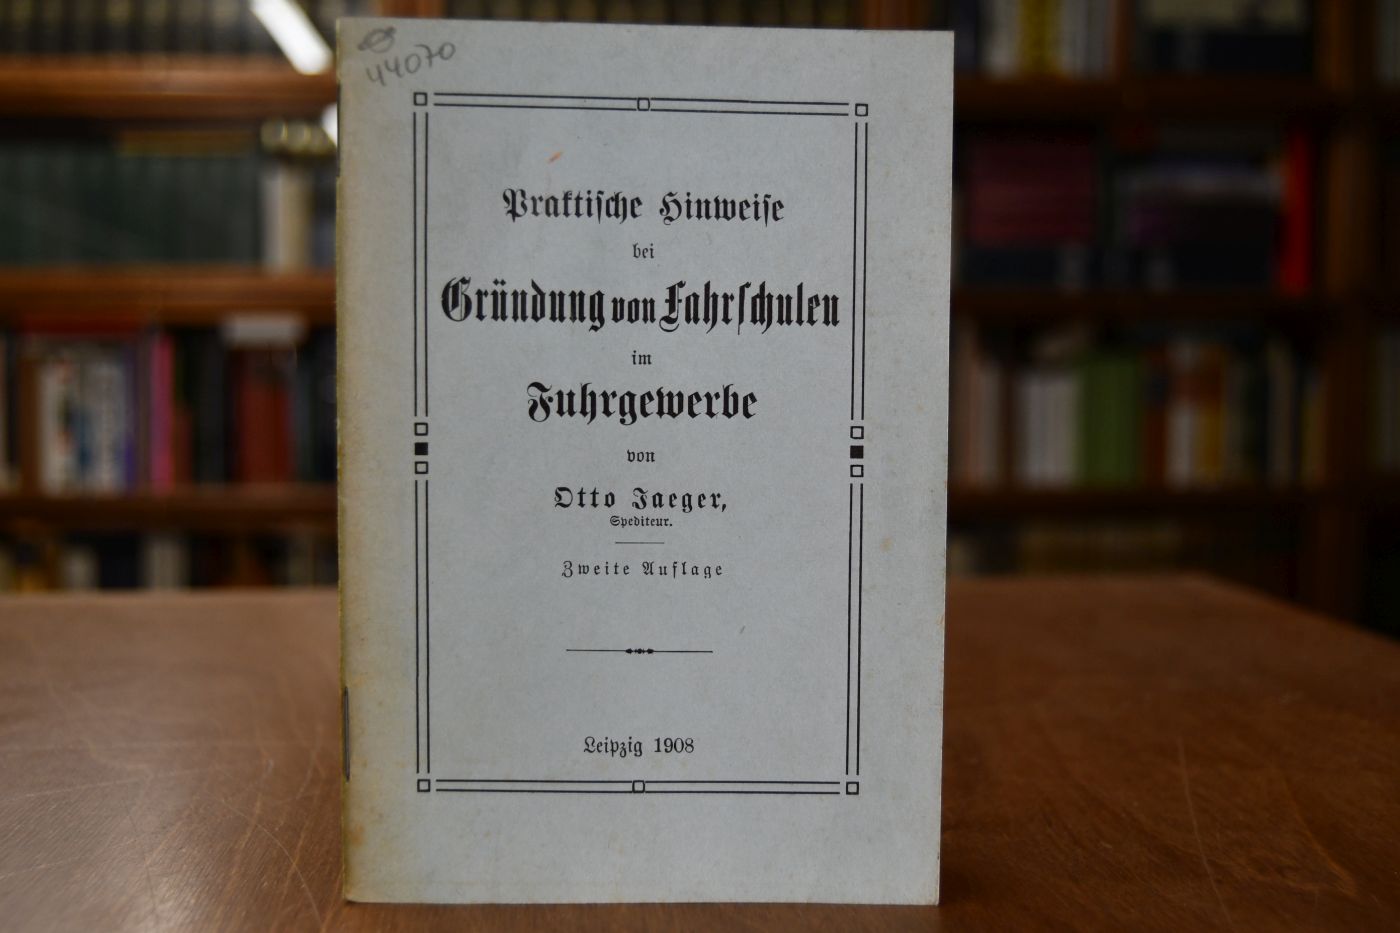 44070
Praktische Hinweise
bei
Gründung von Fahrschulen
im
Fuhrgewerbe
von
Otto Jaeger,
Spediteur.
Zweite Auflage
Leipzig 1908